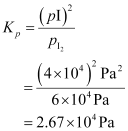 K_p = (pI)^2 / p_{I_2}
= (4×10^4)^2 Pa^2 / 6×10^4 Pa
= 2.67×10^4 Pa